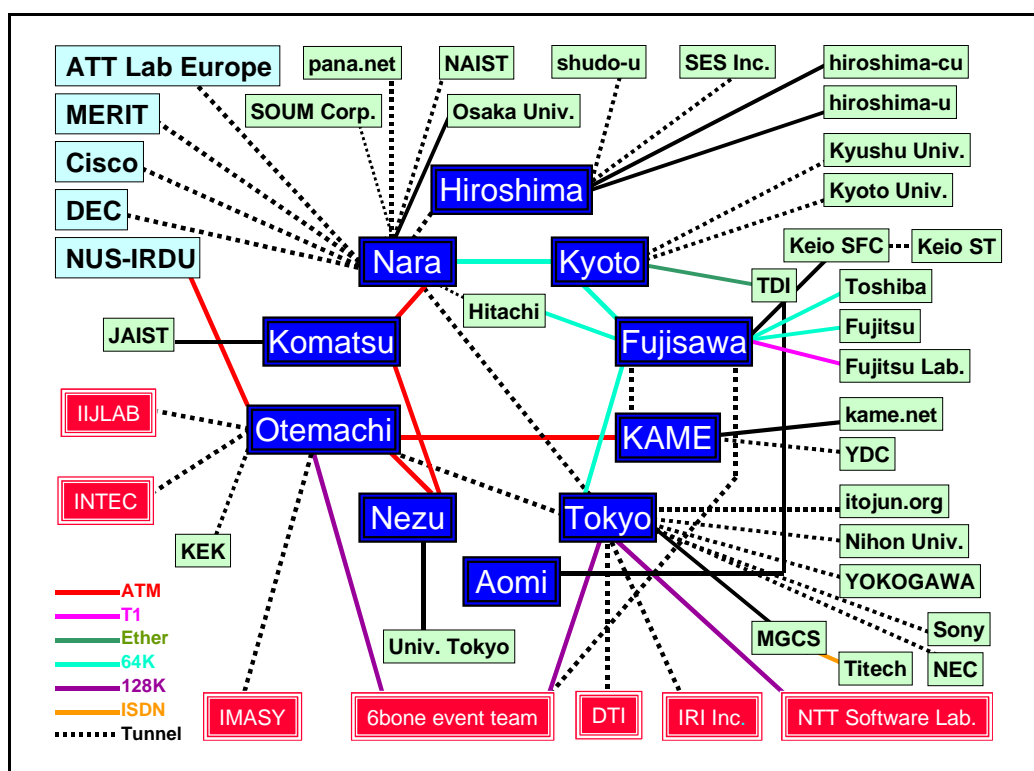 ATT Lab Europe
pana.net
NAIST
shudo-u
SES Inc.
hiroshima-cu
MERIT
SOUM Corp.
Osaka Univ.
hiroshima-u
Cisco
Kyushu Univ.
Hiroshima
Kyoto Univ.
DEC
NUS-IRDU
Nara
Kyoto
Keio SFC
Keio ST
TDI
Toshiba
Hitachi
JAIST
Komatsu
Fujisawa
Fujitsu
Fujitsu Lab.
IIJLAB
Otemachi
KAME
kame.net
YDC
INTEC
itojun.org
Nezu
Tokyo
KEK
Nihon Univ.
Aomi
YOKOGAWA
ATM
T1
Ether
64K
128K
ISDN
Tunnel
Univ. Tokyo
MGCS
Sony
Titech
NEC
IMASY
6bone event team
DTI
IRI Inc.
NTT Software Lab.